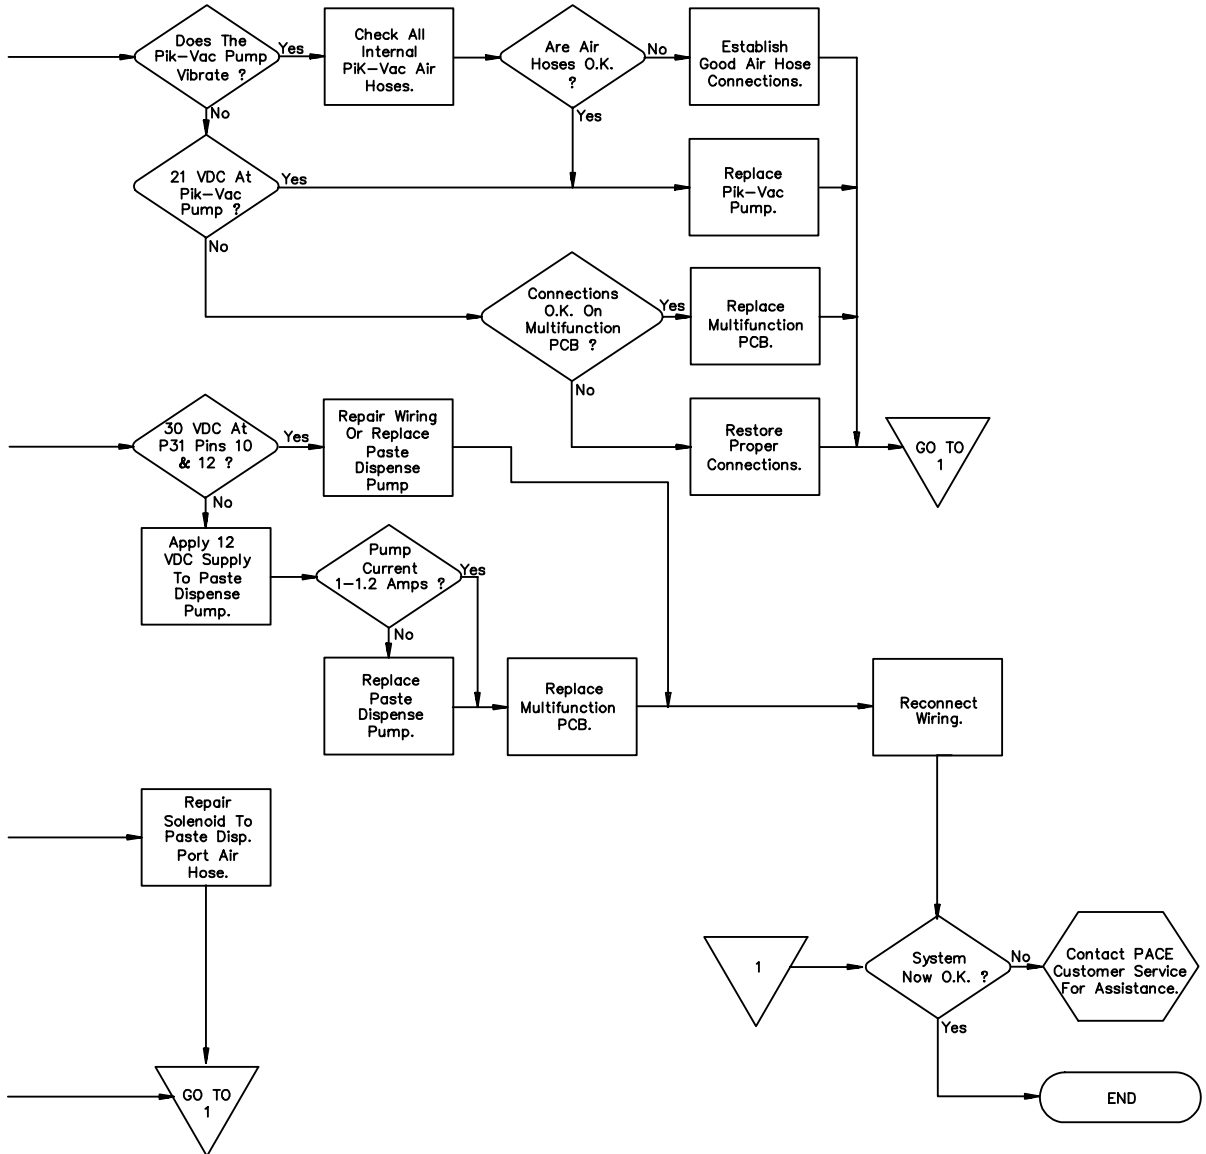 Does The
Pik-Vac Pump
Vibrate ?
Yes
No
Check All
Internal
PiK-Vac Air
Hoses.
Are Air
Hoses O.K.
?
No
Yes
Establish
Good Air Hose
Connections.
21 VDC At
Pik-Vac
Pump ?
Yes
No
Replace
Pik-Vac
Pump.
Connections
O.K. On
Multifunction
PCB ?
Yes
No
Replace
Multifunction
PCB.
Restore
Proper
Connections.
GO TO
1
30 VDC At
P31 Pins 10
& 12 ?
Yes
No
Repair Wiring
Or Replace
Paste
Dispense
Pump
Apply 12
VDC Supply
To Paste
Dispense
Pump.
Pump
Current
1-1.2 Amps ?
Yes
No
Replace
Paste
Dispense
Pump.
Replace
Multifunction
PCB.
Reconnect
Wiring.
Repair
Solenoid To
Paste Disp.
Port Air
Hose.
GO TO
1
1
System
Now O.K. ?
No
Yes
Contact PACE
Customer Service
For Assistance.
END